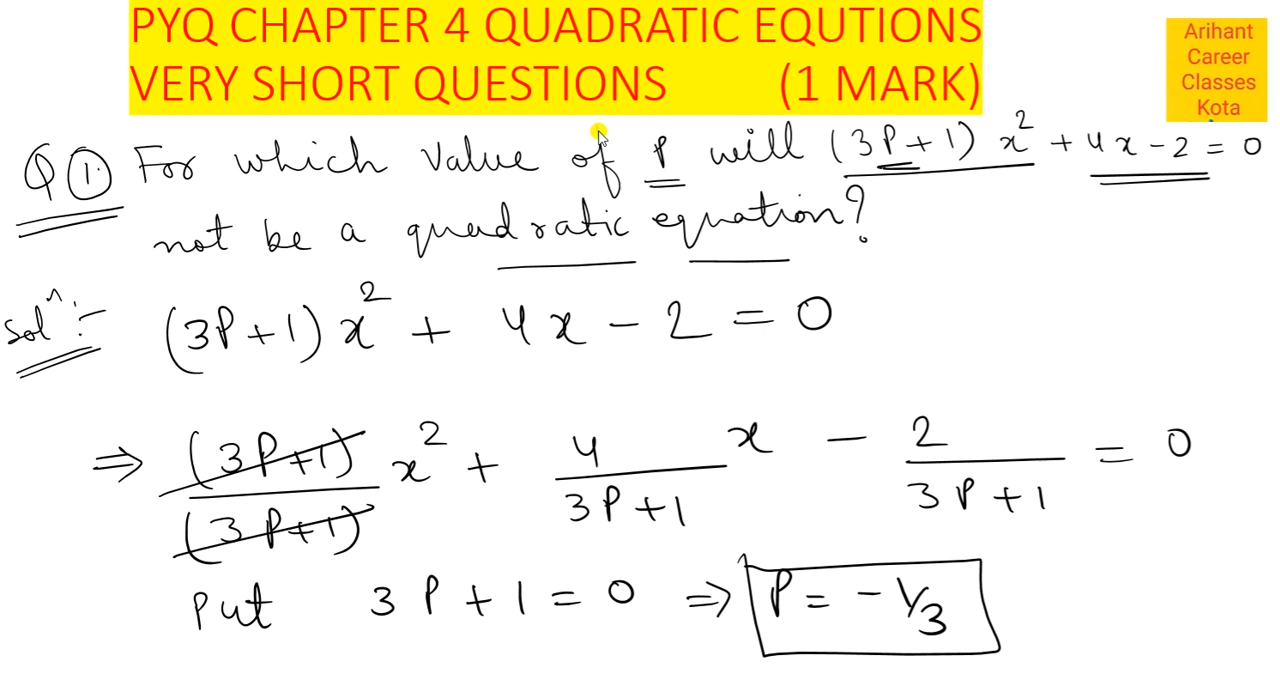 PYQ CHAPTER 4 QUADRATIC EQUTIONS
VERY SHORT QUESTIONS (1 MARK)
Arihant
Career
Classes
Kota
Q ①. For which value of P will (3P+1) x² + 4x - 2 = 0
not be a quadratic equation?
Solⁿ:- (3P+1) x² + 4x - 2 = 0
⇒ (3P+1)/(3P+1) x² + 4/(3P+1) x - 2/(3P+1) = 0
Put 3P+1 = 0 ⇒ P = -1/3